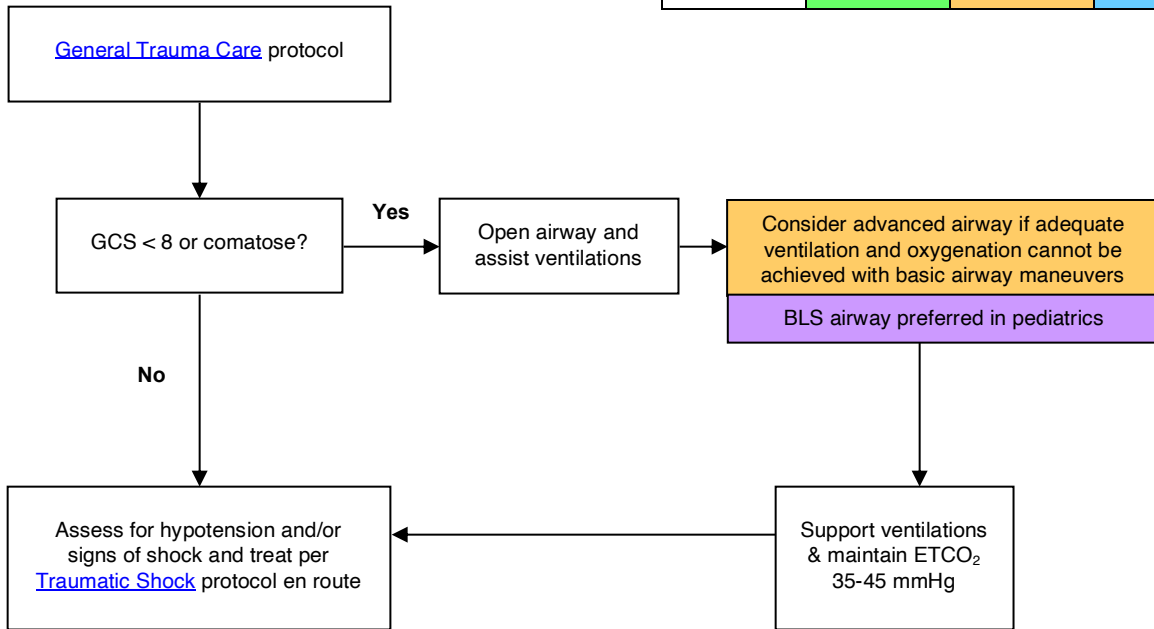 General Trauma Care protocol
GCS < 8 or comatose?
Yes
Open airway and
assist ventilations
Consider advanced airway if adequate
ventilation and oxygenation cannot be
achieved with basic airway maneuvers
BLS airway preferred in pediatrics
No
Assess for hypotension and/or
signs of shock and treat per
Traumatic Shock protocol en route
Support ventilations
& maintain ETCO₂
35-45 mmHg